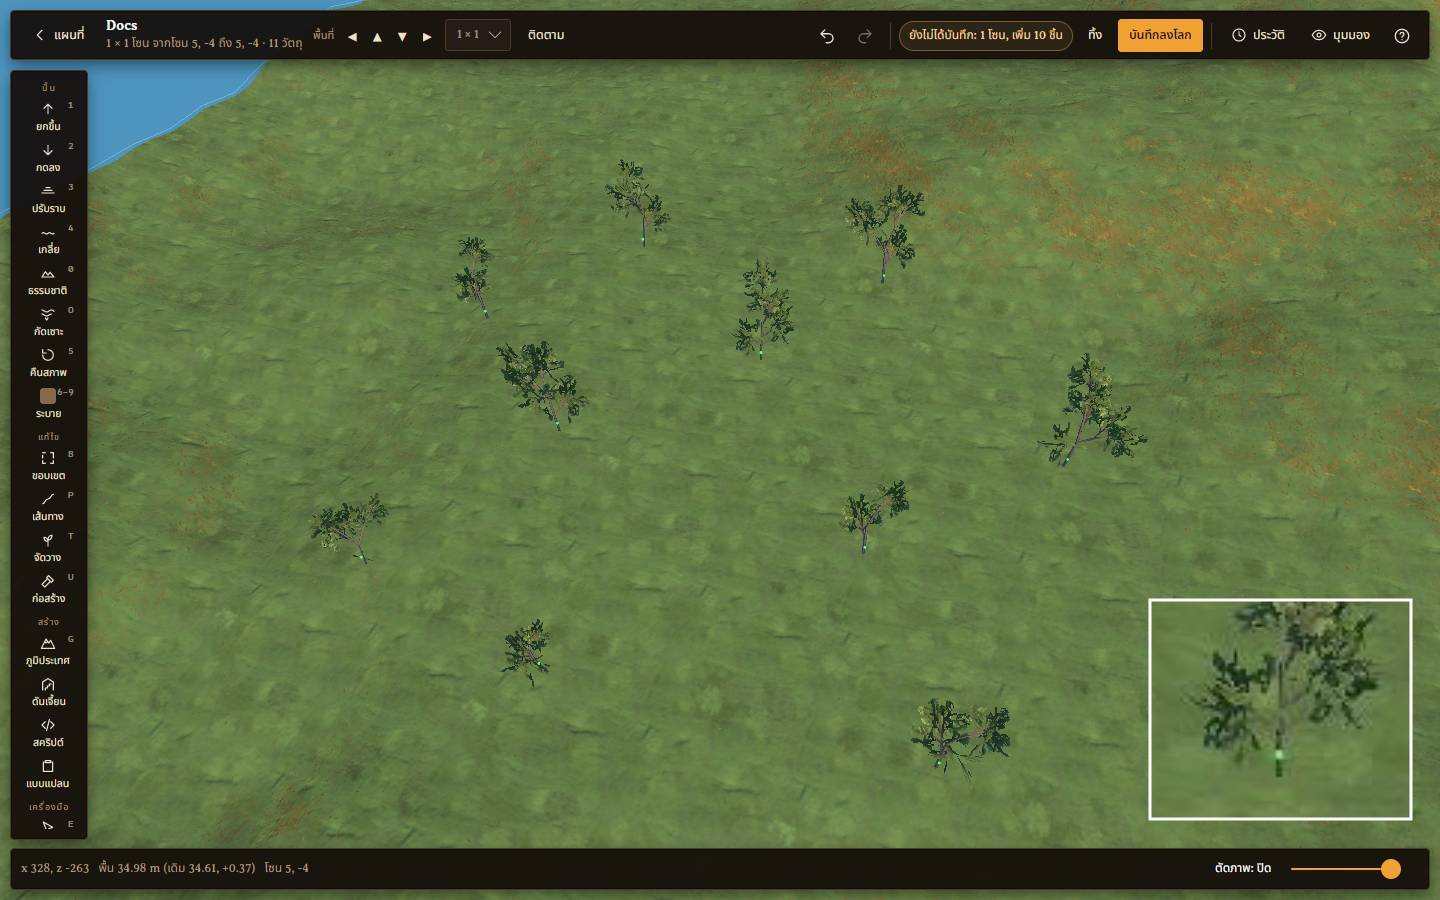 แผนที่
Docs
1 × 1 โซน จากโซน 5, -4 ถึง 5, -4 · 11 วัตถุ
พื้นที่
◀ ▲ ▼ ▶
1 × 1
ติดตาม
ยังไม่ได้บันทึก: 1 โซน, เพิ่ม 10 ชิ้น
ทิ้ง
บันทึกลงโลก
ประวัติ
มุมมอง
ปั้น
1
ยกขึ้น
2
กดลง
3
ปรับราบ
4
เกลี่ย
0
ธรรมชาติ
O
กัดเซาะ
5
คืนสภาพ
6–9
ระบาย
แก้ไข
B
ขอบเขต
P
เส้นทาง
T
จัดวาง
U
ก่อสร้าง
สร้าง
G
ภูมิประเทศ
ดันเจี้ยน
สคริปต์
แบบแปลน
เครื่องมือ
E
x 328, z -263 พื้น 34.98 m (เดิม 34.61, +0.37) โซน 5, -4
ตัดภาพ: ปิด